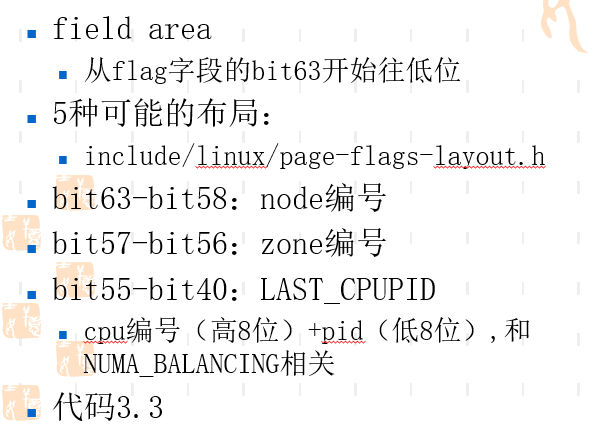 field area
从flag字段的bit63开始往低位
5种可能的布局:
include/linux/page-flags-layout.h
bit63-bit58: node编号
bit57-bit56: zone编号
bit55-bit40: LAST_CPUPID
cpu编号（高8位）+pid（低8位）,和
NUMA_BALANCING相关
代码3.3